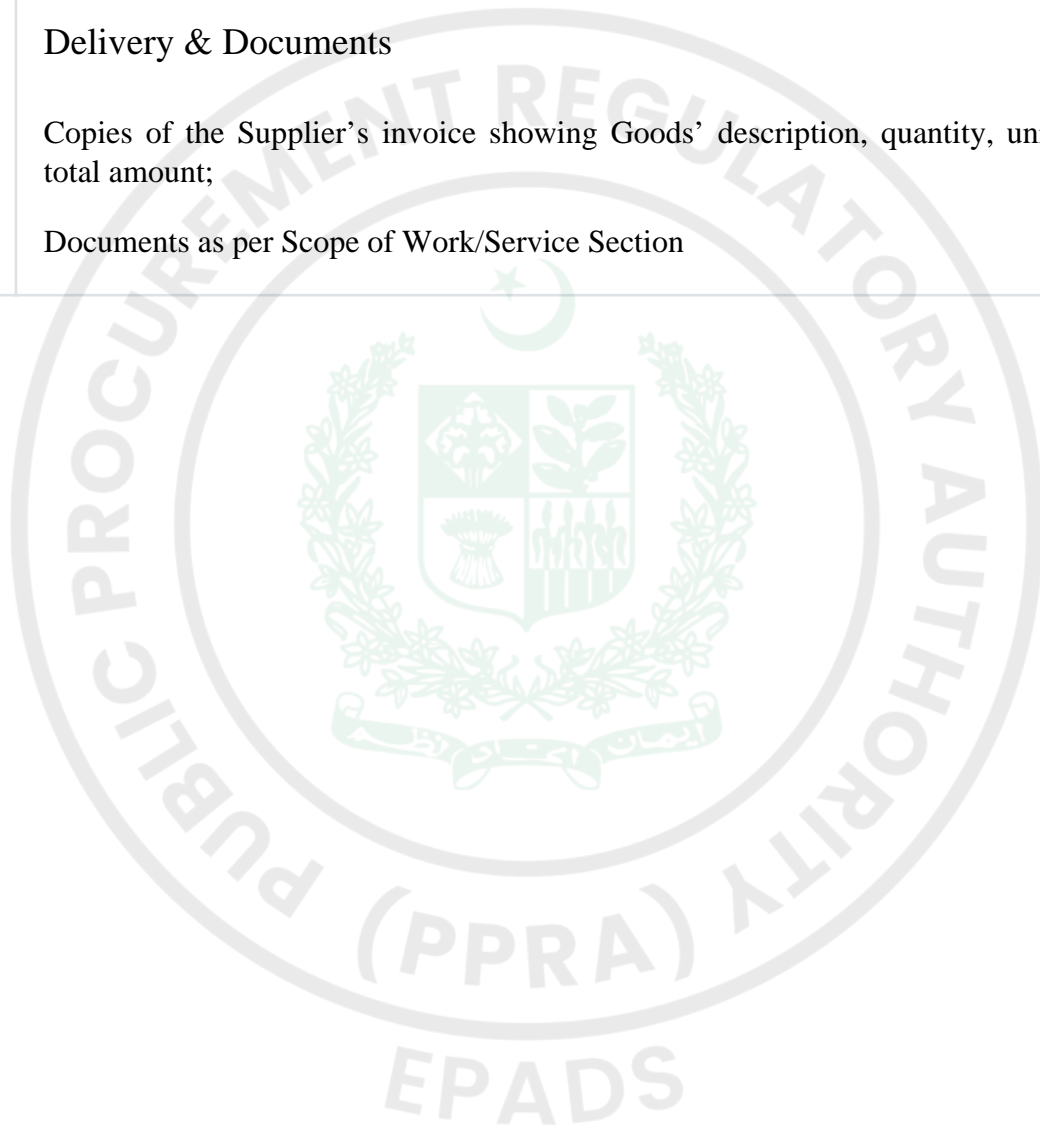 Delivery & Documents
Copies of the Supplier’s invoice showing Goods’ description, quantity,
total amount;
Documents as per Scope of Work/Service Section
PUBLIC PROCUREMENT REGULATORY AUTHORITY
(PPRA)
EPADS